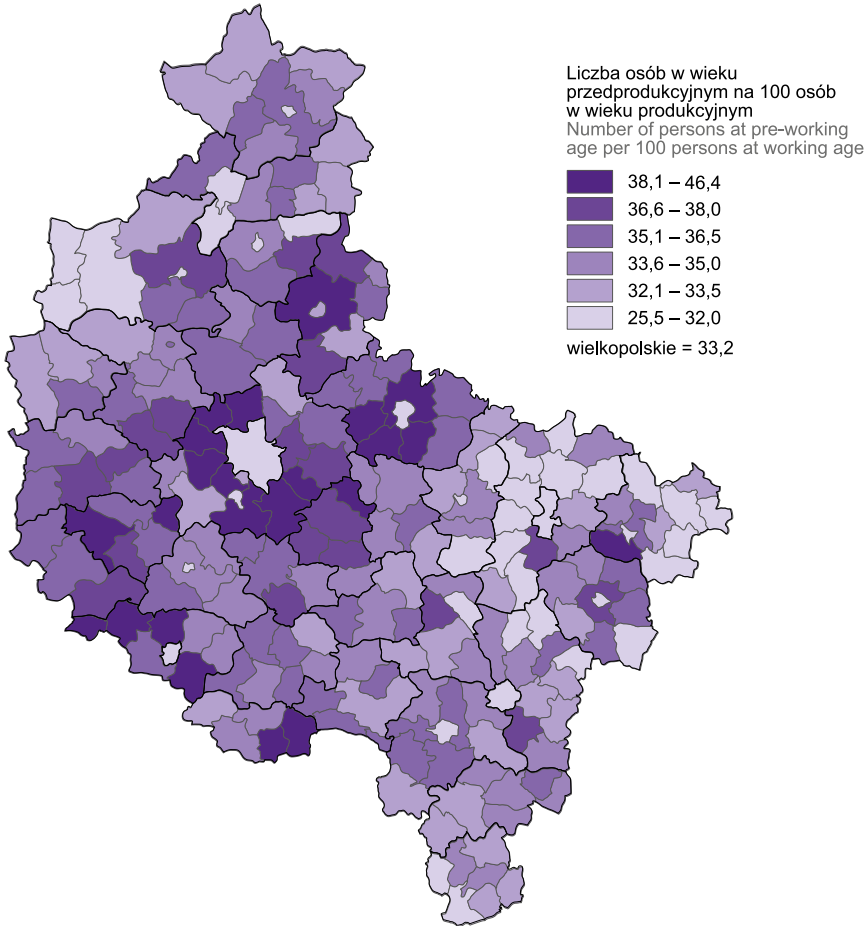 Liczba osób w wieku
przedprodukcyjnym na 100 osób
w wieku produkcyjnym
Number of persons at pre-working
age per 100 persons at working age
38,1 – 46,4
36,6 – 38,0
35,1 – 36,5
33,6 – 35,0
32,1 – 33,5
25,5 – 32,0
wielkopolskie = 33,2